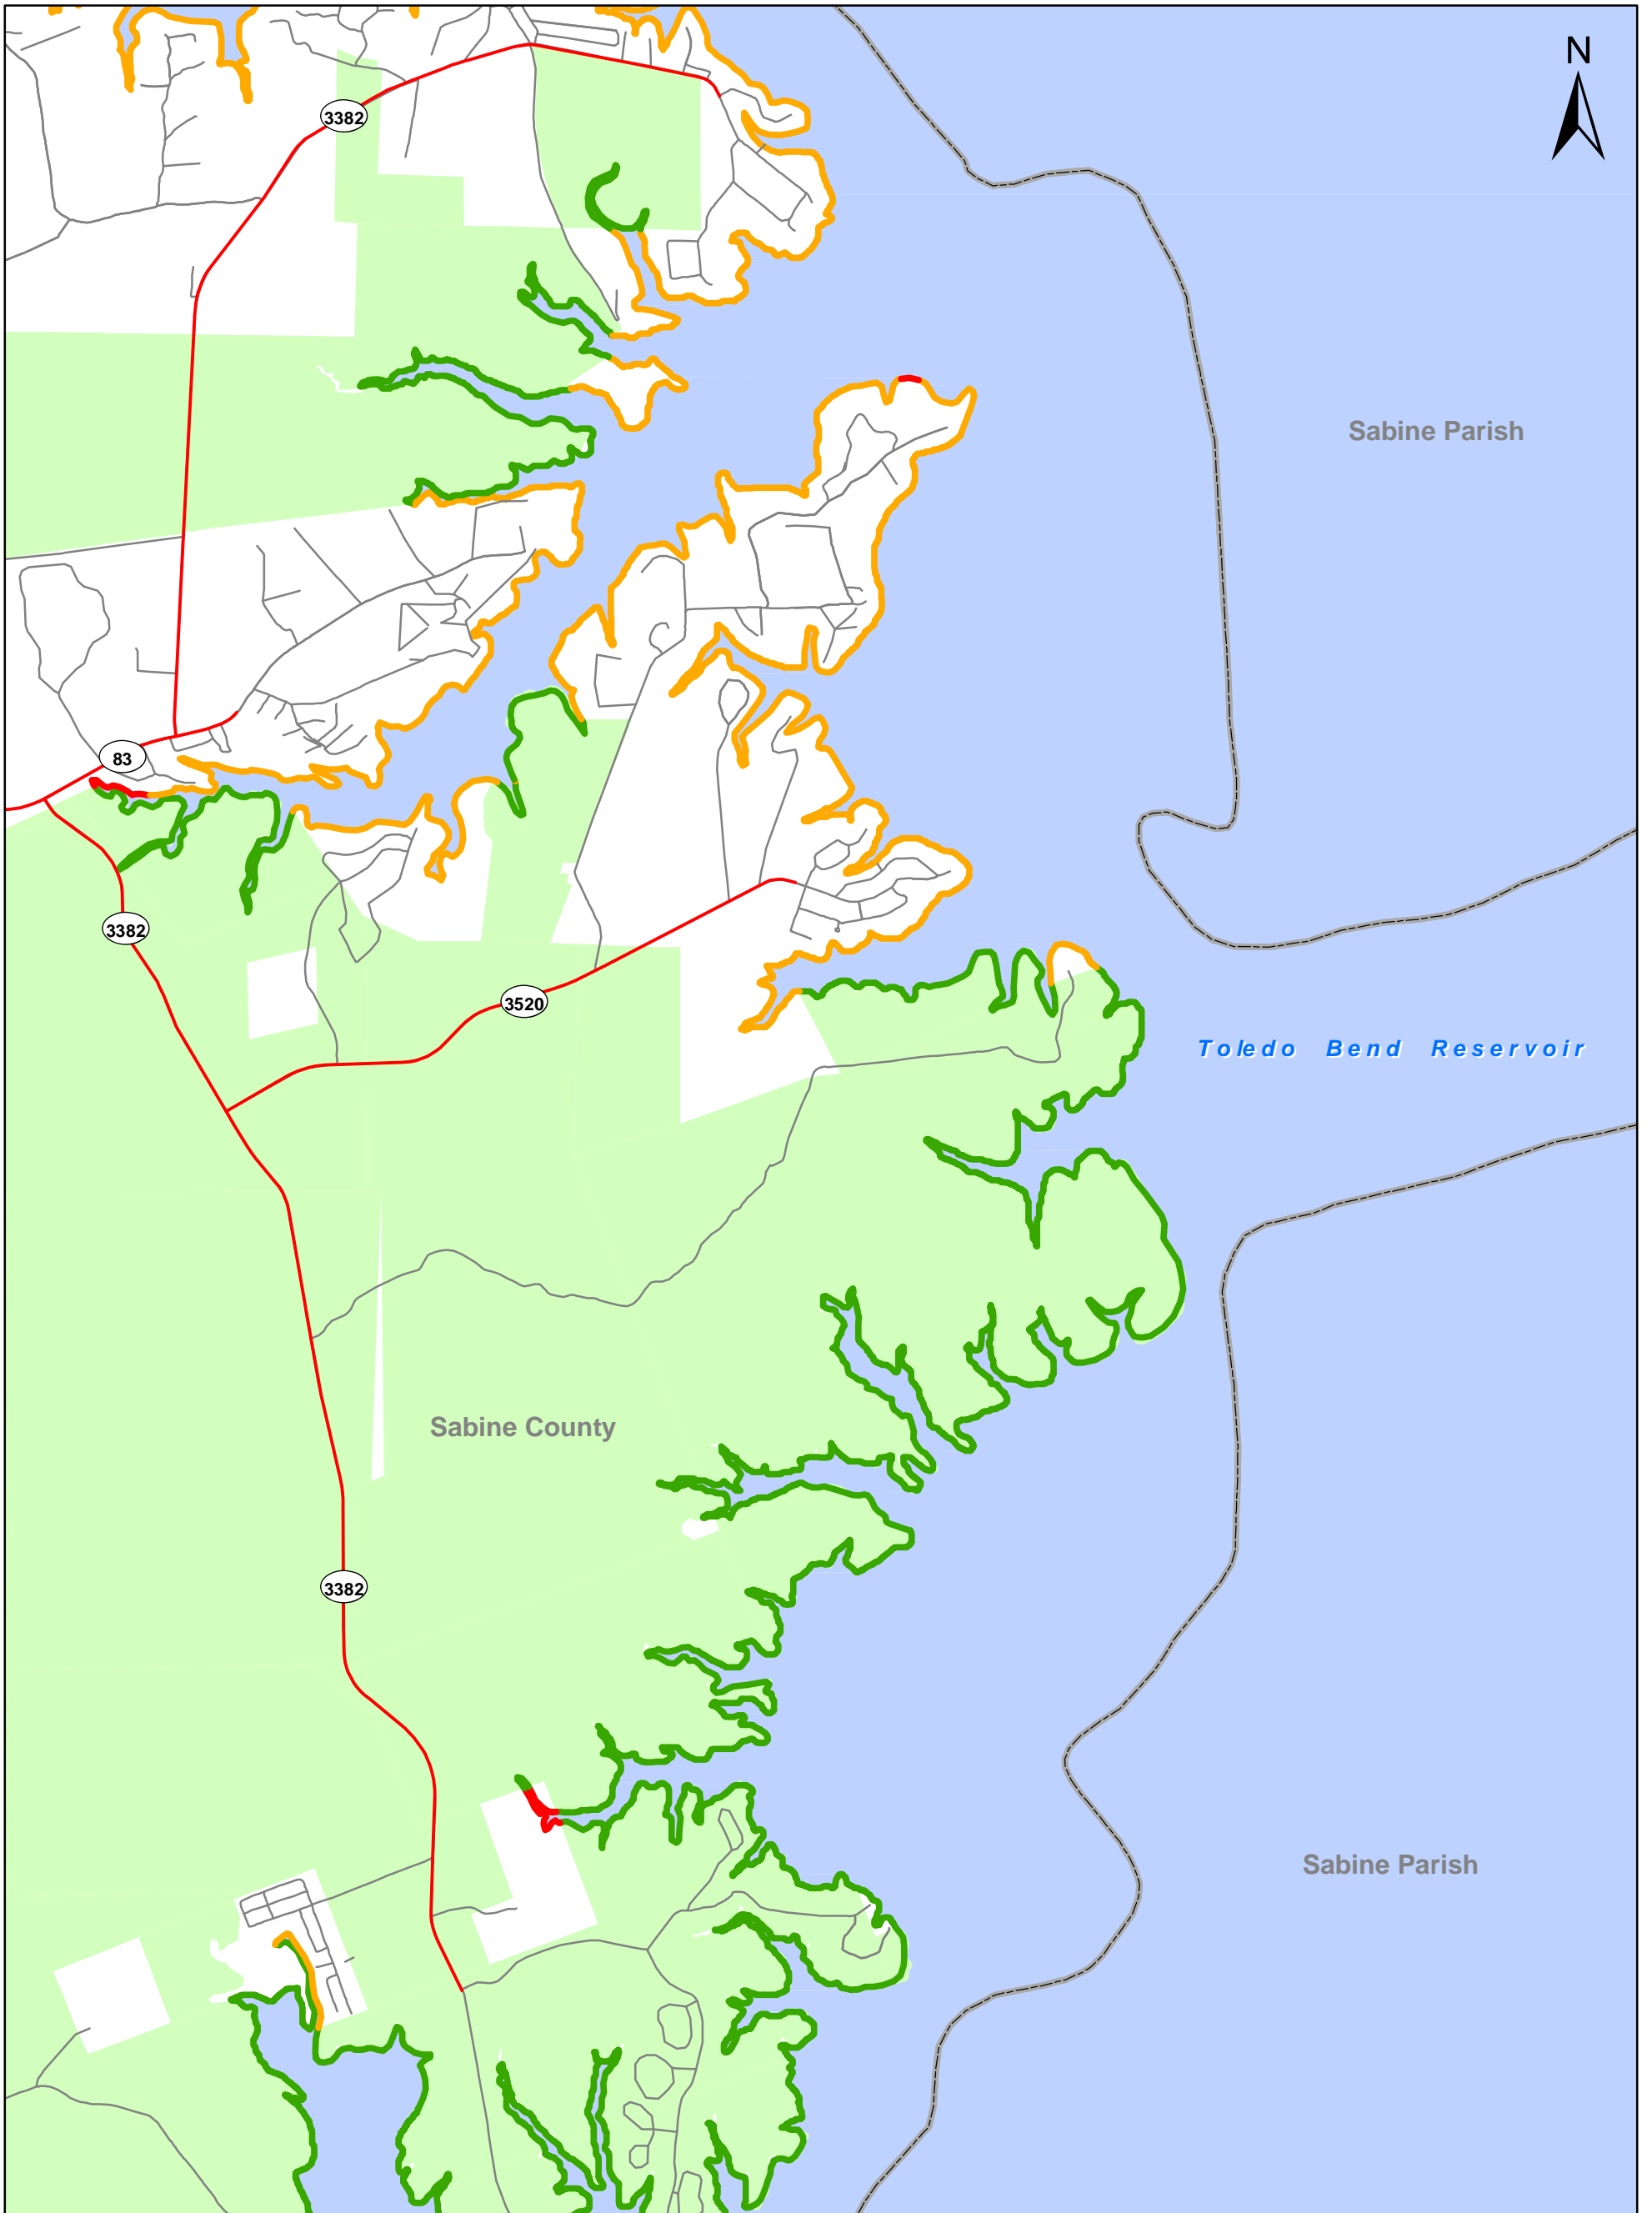 N
3382
Sabine Parish
83
3382
3520
Toledo Bend Reservoir
Sabine County
3382
Sabine Parish